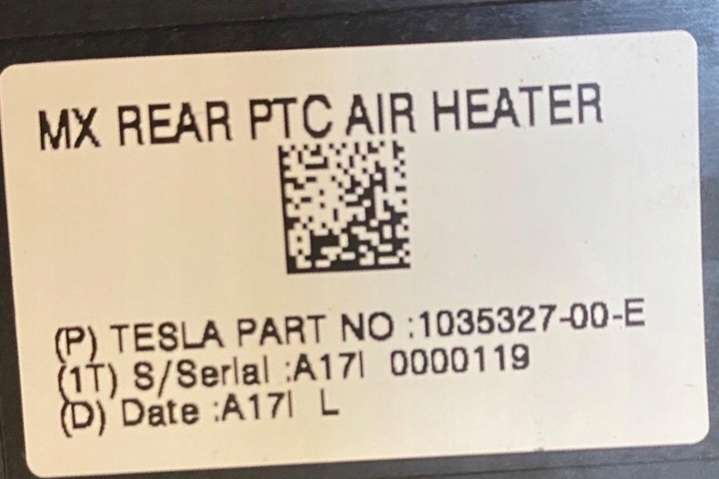 MX REAR PTC AIR HEATER
(P) TESLA PART NO :1035327-00-E
(1T) S/Serial :A17I 0000119
(D) Date :A17I L